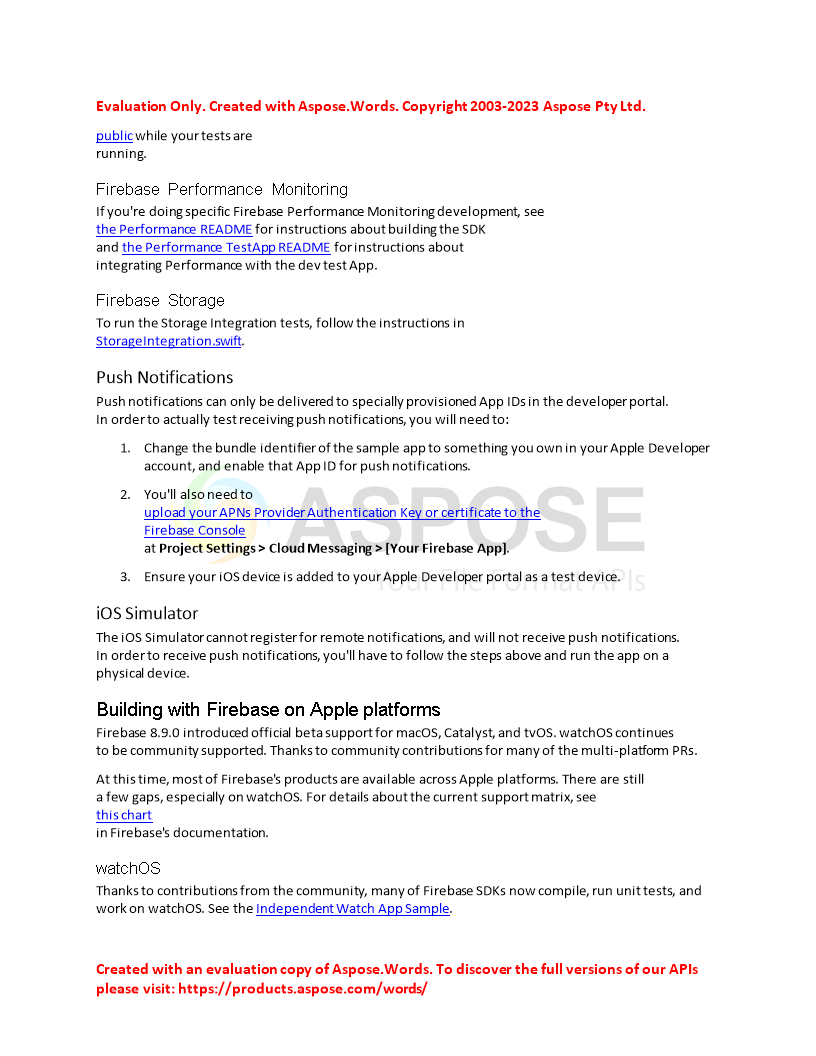 Evaluation Only. Created with Aspose.Words. Copyright 2003-2023 Aspose Pty Ltd.
public while your tests are
running.
Firebase Performance Monitoring
If you're doing specific Firebase Performance Monitoring development, see
the Performance README for instructions about building the SDK
and the Performance TestApp README for instructions about
integrating Performance with the dev test App.
Firebase Storage
To run the Storage Integration tests, follow the instructions in
StorageIntegration.swift.
Push Notifications
Push notifications can only be delivered to specially provisioned App IDs in the developer portal.
In order to actually test receiving push notifications, you will need to:
1. Change the bundle identifier of the sample app to something you own in your Apple Developer
account, and enable that App ID for push notifications.
2. You'll also need to
upload your APNs Provider Authentication Key or certificate to the
Firebase Console
at Project Settings > Cloud Messaging > [Your Firebase App].
ASPOSE
3. Ensure your iOS device is added to your Apple Developer portal as a test device.
Your File Format APIs
iOS Simulator
The iOS Simulator cannot register for remote notifications, and will not receive push notifications.
In order to receive push notifications, you'll have to follow the steps above and run the app on a
physical device.
Building with Firebase on Apple platforms
Firebase 8.9.0 introduced official beta support for macOS, Catalyst, and tvOS. watchOS continues
to be community supported. Thanks to community contributions for many of the multi-platform PRs.
At this time, most of Firebase's products are available across Apple platforms. There are still
a few gaps, especially on watchOS. For details about the current support matrix, see
this chart
in Firebase's documentation.
watchOS
Thanks to contributions from the community, many of Firebase SDKs now compile, run unit tests, and
work on watchOS. See the Independent Watch App Sample.
Created with an evaluation copy of Aspose.Words. To discover the full versions of our APIs
please visit: https://products.aspose.com/words/